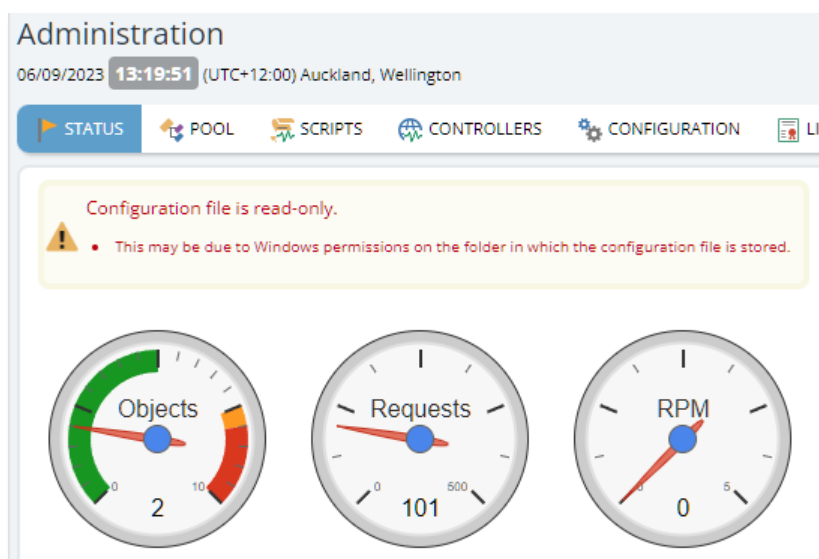 Administration
06/09/2023 13:19:51 (UTC+12:00) Auckland, Wellington
STATUS POOL SCRIPTS CONTROLLERS CONFIGURATION LI
Configuration file is read-only.
• This may be due to Windows permissions on the folder in which the configuration file is stored.
Objects Requests RPM
0 10 0 500 5
2 101 0